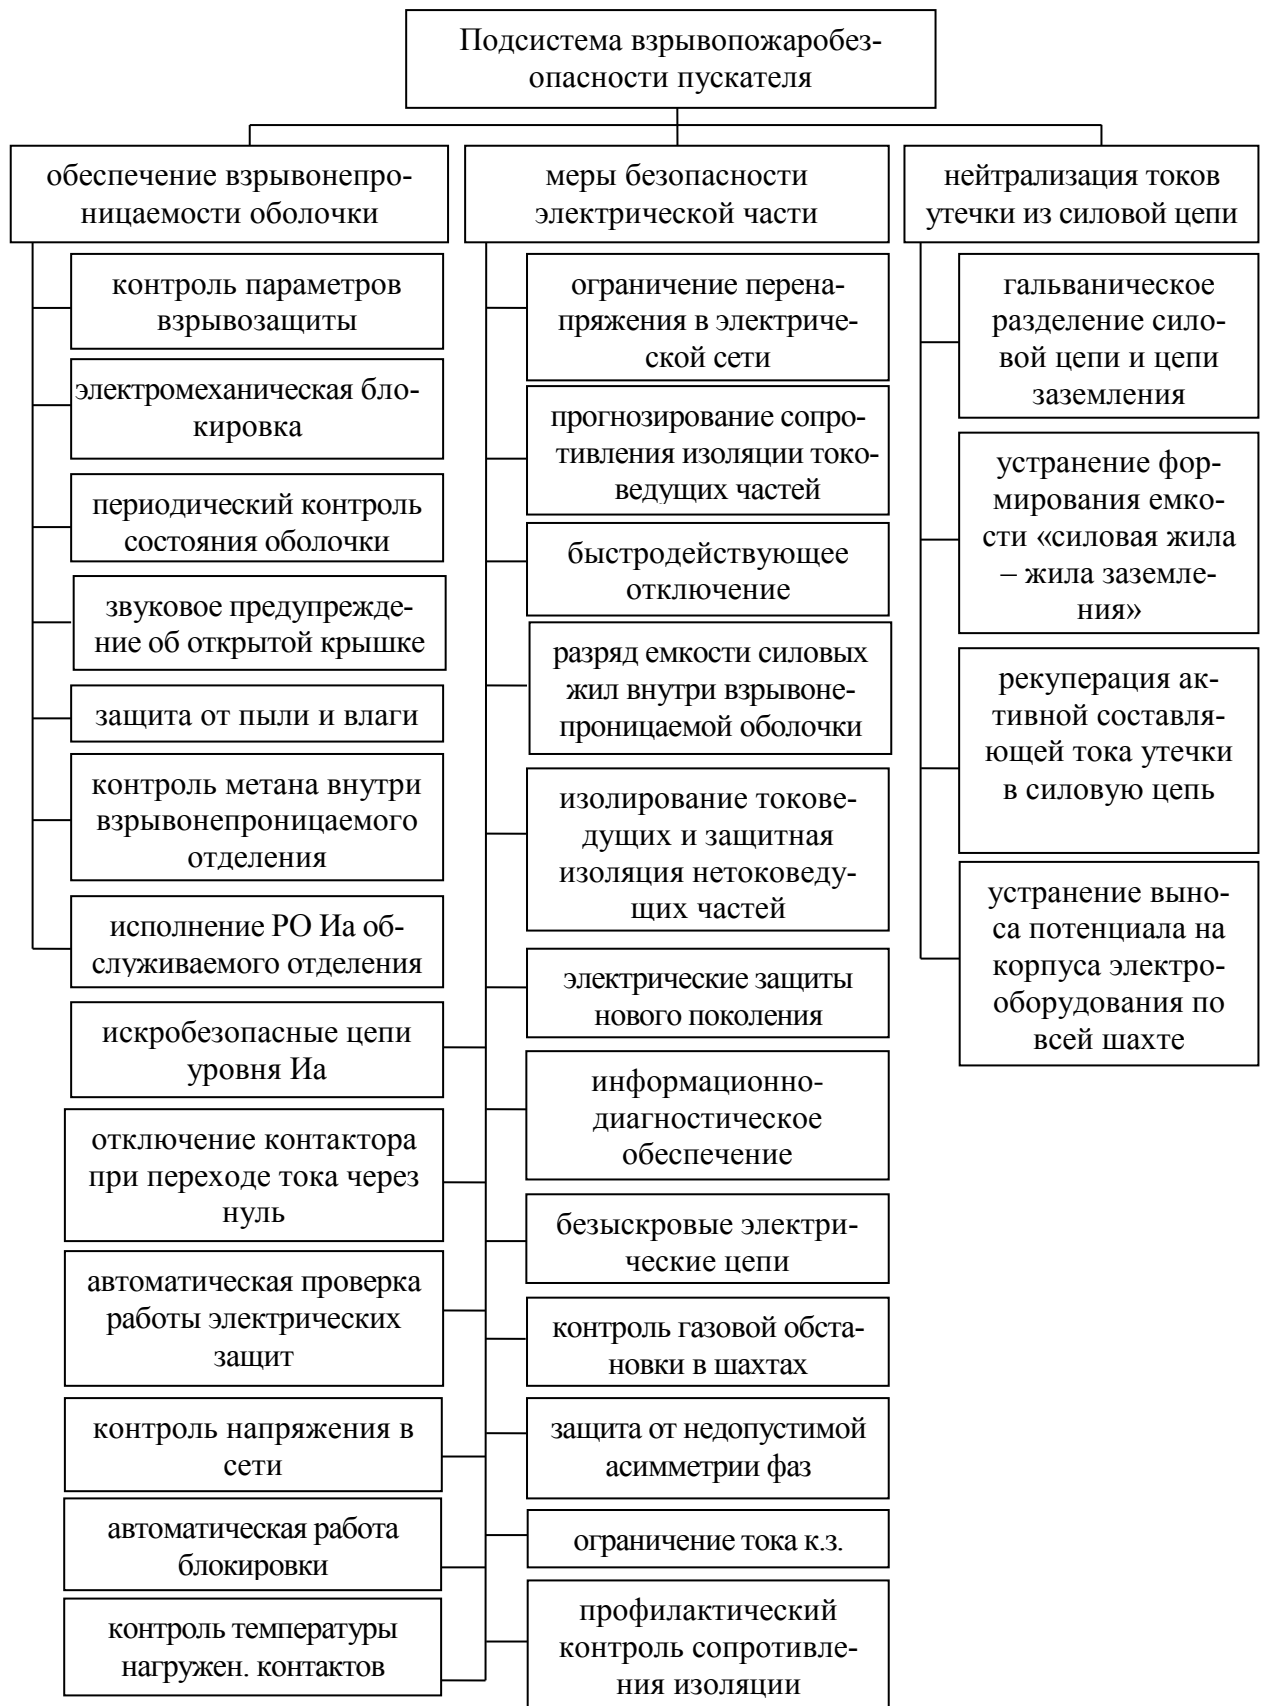 Подсистема взрывопожаробез-
опасности пускателя
обеспечение взрывонепро-
ницаемости оболочки
контроль параметров
взрывозащиты
электромеханическая бло-
кировка
периодический контроль
состояния оболочки
звуковое предупрежде-
ние об открытой крышке
защита от пыли и влаги
контроль метана внутри
взрывонепроницаемого
отделения
исполнение РО Иа об-
служиваемого отделения
меры безопасности
электрической части
ограничение перена-
пряжения в электриче-
ской сети
прогнозирование сопро-
тивления изоляции токо-
ведущих частей
быстродействующее
отключение
разряд емкости силовых
жил внутри взрывоне-
проницаемой оболочки
изолирование токове-
дущих и защитная
изоляция нетоковеду-
щих частей
электрические защиты
нового поколения
информационно-
диагностическое
обеспечение
безыскровые электри-
ческие цепи
контроль газовой обста-
новки в шахтах
защита от недопустимой
асимметрии фаз
ограничение тока к.з.
профилактический
контроль сопротивле-
ния изоляции
искробезопасные цепи
уровня Иа
отключение контактора
при переходе тока через
нуль
автоматическая проверка
работы электрических
защит
контроль напряжения в
сети
автоматическая работа
блокировки
контроль температуры
нагружен. контактов
нейтрализация токов
утечки из силовой цепи
гальваническое
разделение сило-
вой цепи и цепи
заземления
устранение фор-
мирования емко-
сти «силовая жила
– жила заземле-
ния»
рекуперация ак-
тивной составля-
ющей тока утечки
в силовую цепь
устранение выно-
са потенциала на
корпуса электро-
оборудования по
всей шахте